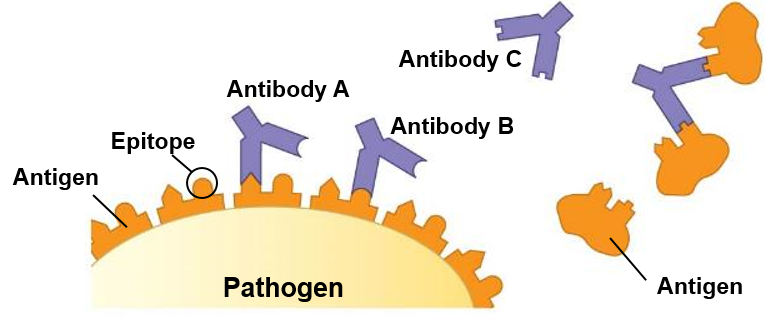 Antibody C
Antibody A
Antibody B
Epitope
Antigen
Pathogen
Antigen